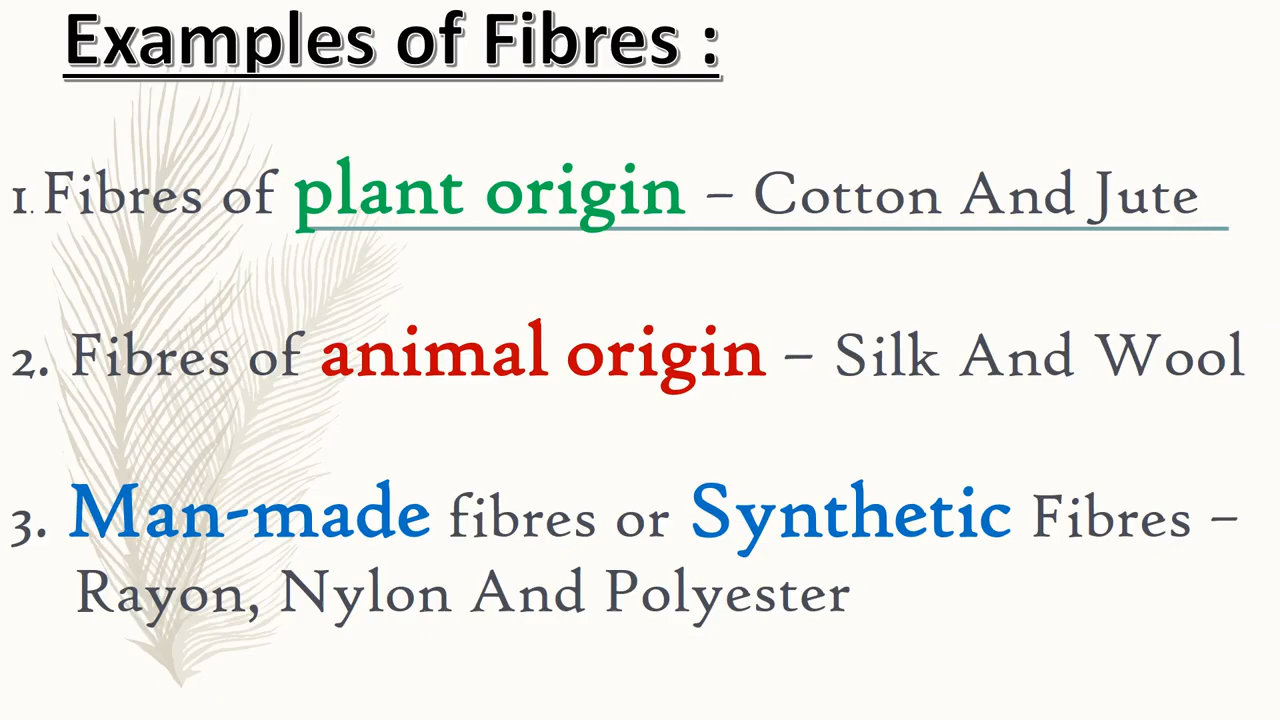 Examples of Fibres :
1. Fibres of plant origin – Cotton And Jute
2. Fibres of animal origin – Silk And Wool
3. Man-made fibres or Synthetic Fibres –
Rayon, Nylon And Polyester